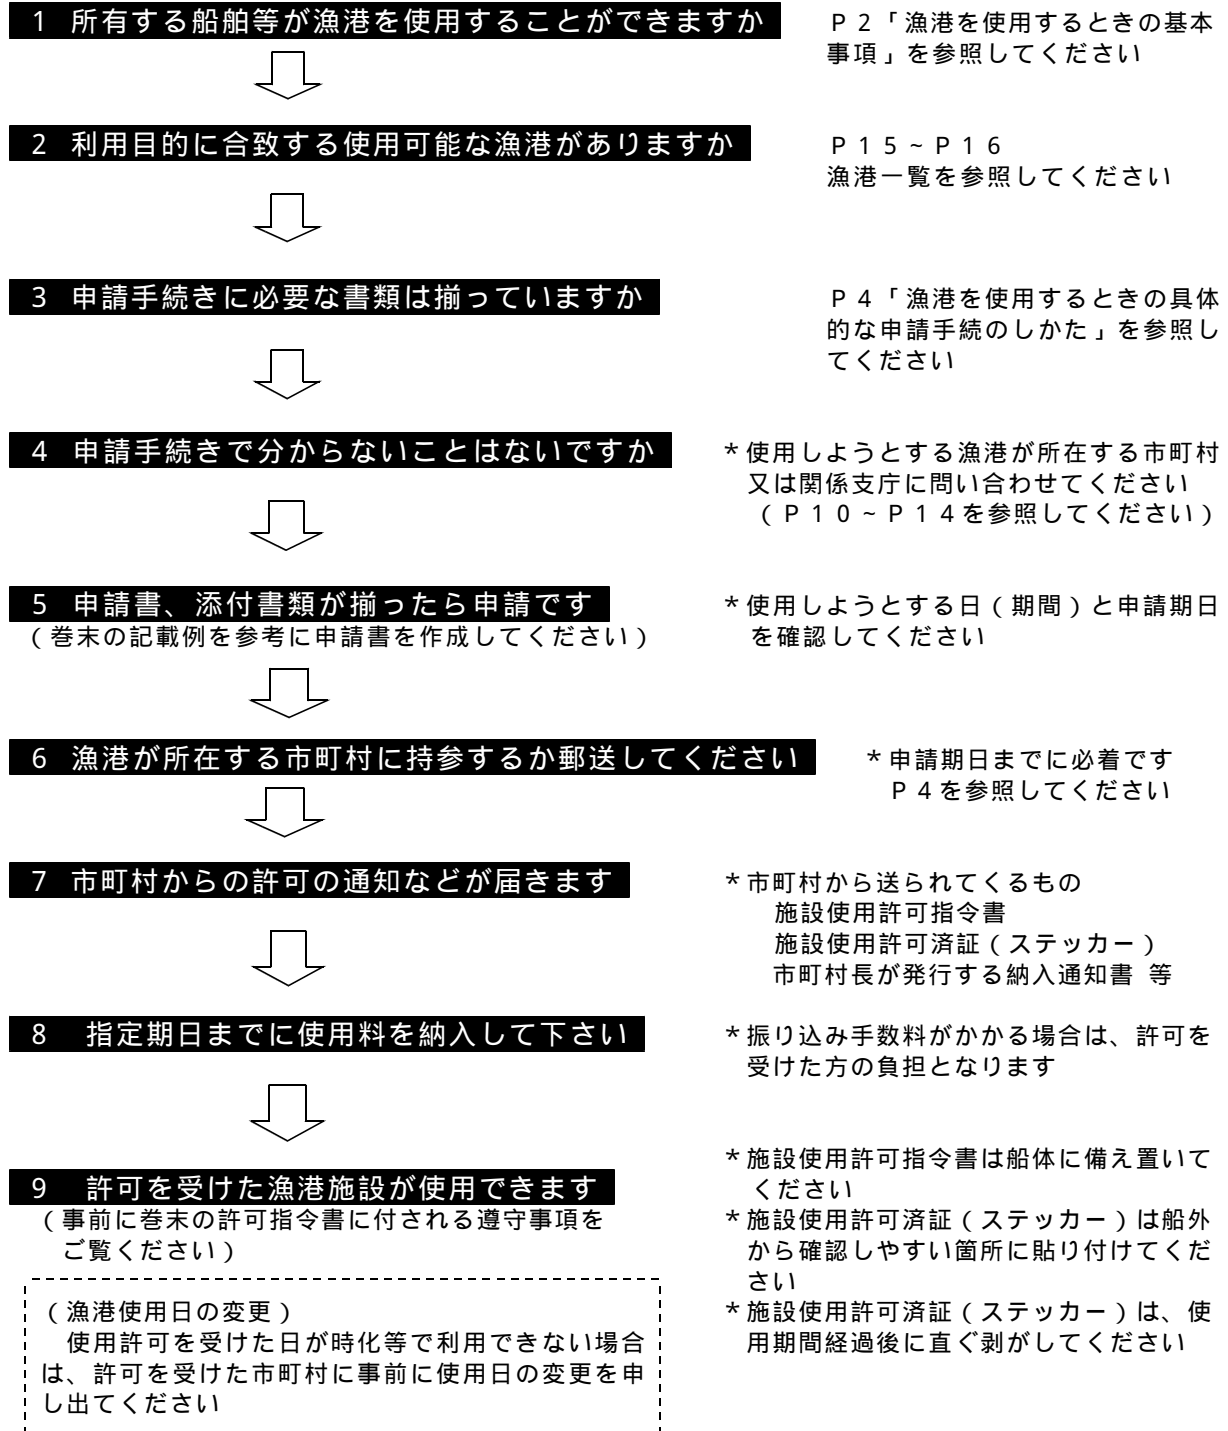 1 所有する船舶等が漁港を使用することができますか
Ｐ２「漁港を使用するときの基本
事項」を参照してください
2 利用目的に合致する使用可能な漁港がありますか
Ｐ１５～Ｐ１６
漁港一覧を参照してください
3 申請手続きに必要な書類は揃っていますか
Ｐ４「漁港を使用するときの具体
的な申請手続のしかた」を参照し
てください
4 申請手続きで分からないことはないですか
＊使用しようとする漁港が所在する市町村
又は関係支庁に問い合わせてください
（Ｐ１０～Ｐ１４を参照してください）
5 申請書、添付書類が揃ったら申請です
（巻末の記載例を参考に申請書を作成してください）
＊使用しようとする日（期間）と申請期日
を確認してください
6 漁港が所在する市町村に持参するか郵送してください
＊申請期日までに必着です
Ｐ４を参照してください
7 市町村からの許可の通知などが届きます
＊市町村から送られてくるもの
施設使用許可指令書
施設使用許可済証（ステッカー）
市町村長が発行する納入通知書 等
8 指定期日までに使用料を納入して下さい
＊振り込み手数料がかかる場合は、許可を
受けた方の負担となります
9 許可を受けた漁港施設が使用できます
（事前に巻末の許可指令書に付される遵守事項を
ご覧ください）
＊施設使用許可指令書は船体に備え置いて
ください
＊施設使用許可済証（ステッカー）は船外
から確認しやすい箇所に貼り付けてくだ
さい
＊施設使用許可済証（ステッカー）は、使
用期間経過後に直ぐ剥がしてください
（漁港使用日の変更）
使用許可を受けた日が時化等で利用できない場合
は、許可を受けた市町村に事前に使用日の変更を申
し出てください